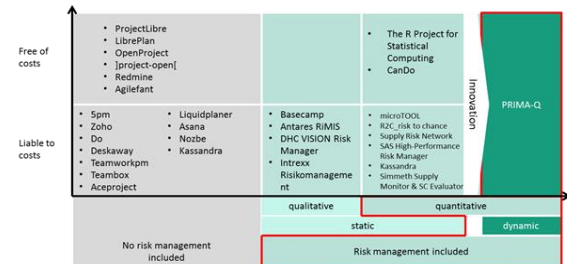 Free of
costs
• ProjectLibre
• LibrePlan
• OpenProject
• ]project-open[
• Redmine
• Agilefant
• The R Project for
Statistical
Computing
• CanDo
Innovation
PRIMA-Q
Liable to
costs
• 5pm
• Zoho
• Do
• Deskaway
• Teamworkpm
• Teambox
• Aceproject
• Liquidplaner
• Asana
• Nozbe
• Kassandra
• Basecamp
• Antares RiMIS
• DHC VISION Risk
Manager
• Intrexx
Risikomanageme
nt
• microTOOL
• R2C_risk to chance
• Supply Risk Network
• SAS High-Performance
Risk Manager
• Kassandra
• Simmeth Supply
Monitor & SC Evaluator
qualitative
quantitative
static
dynamic
No risk management
included
Risk management included